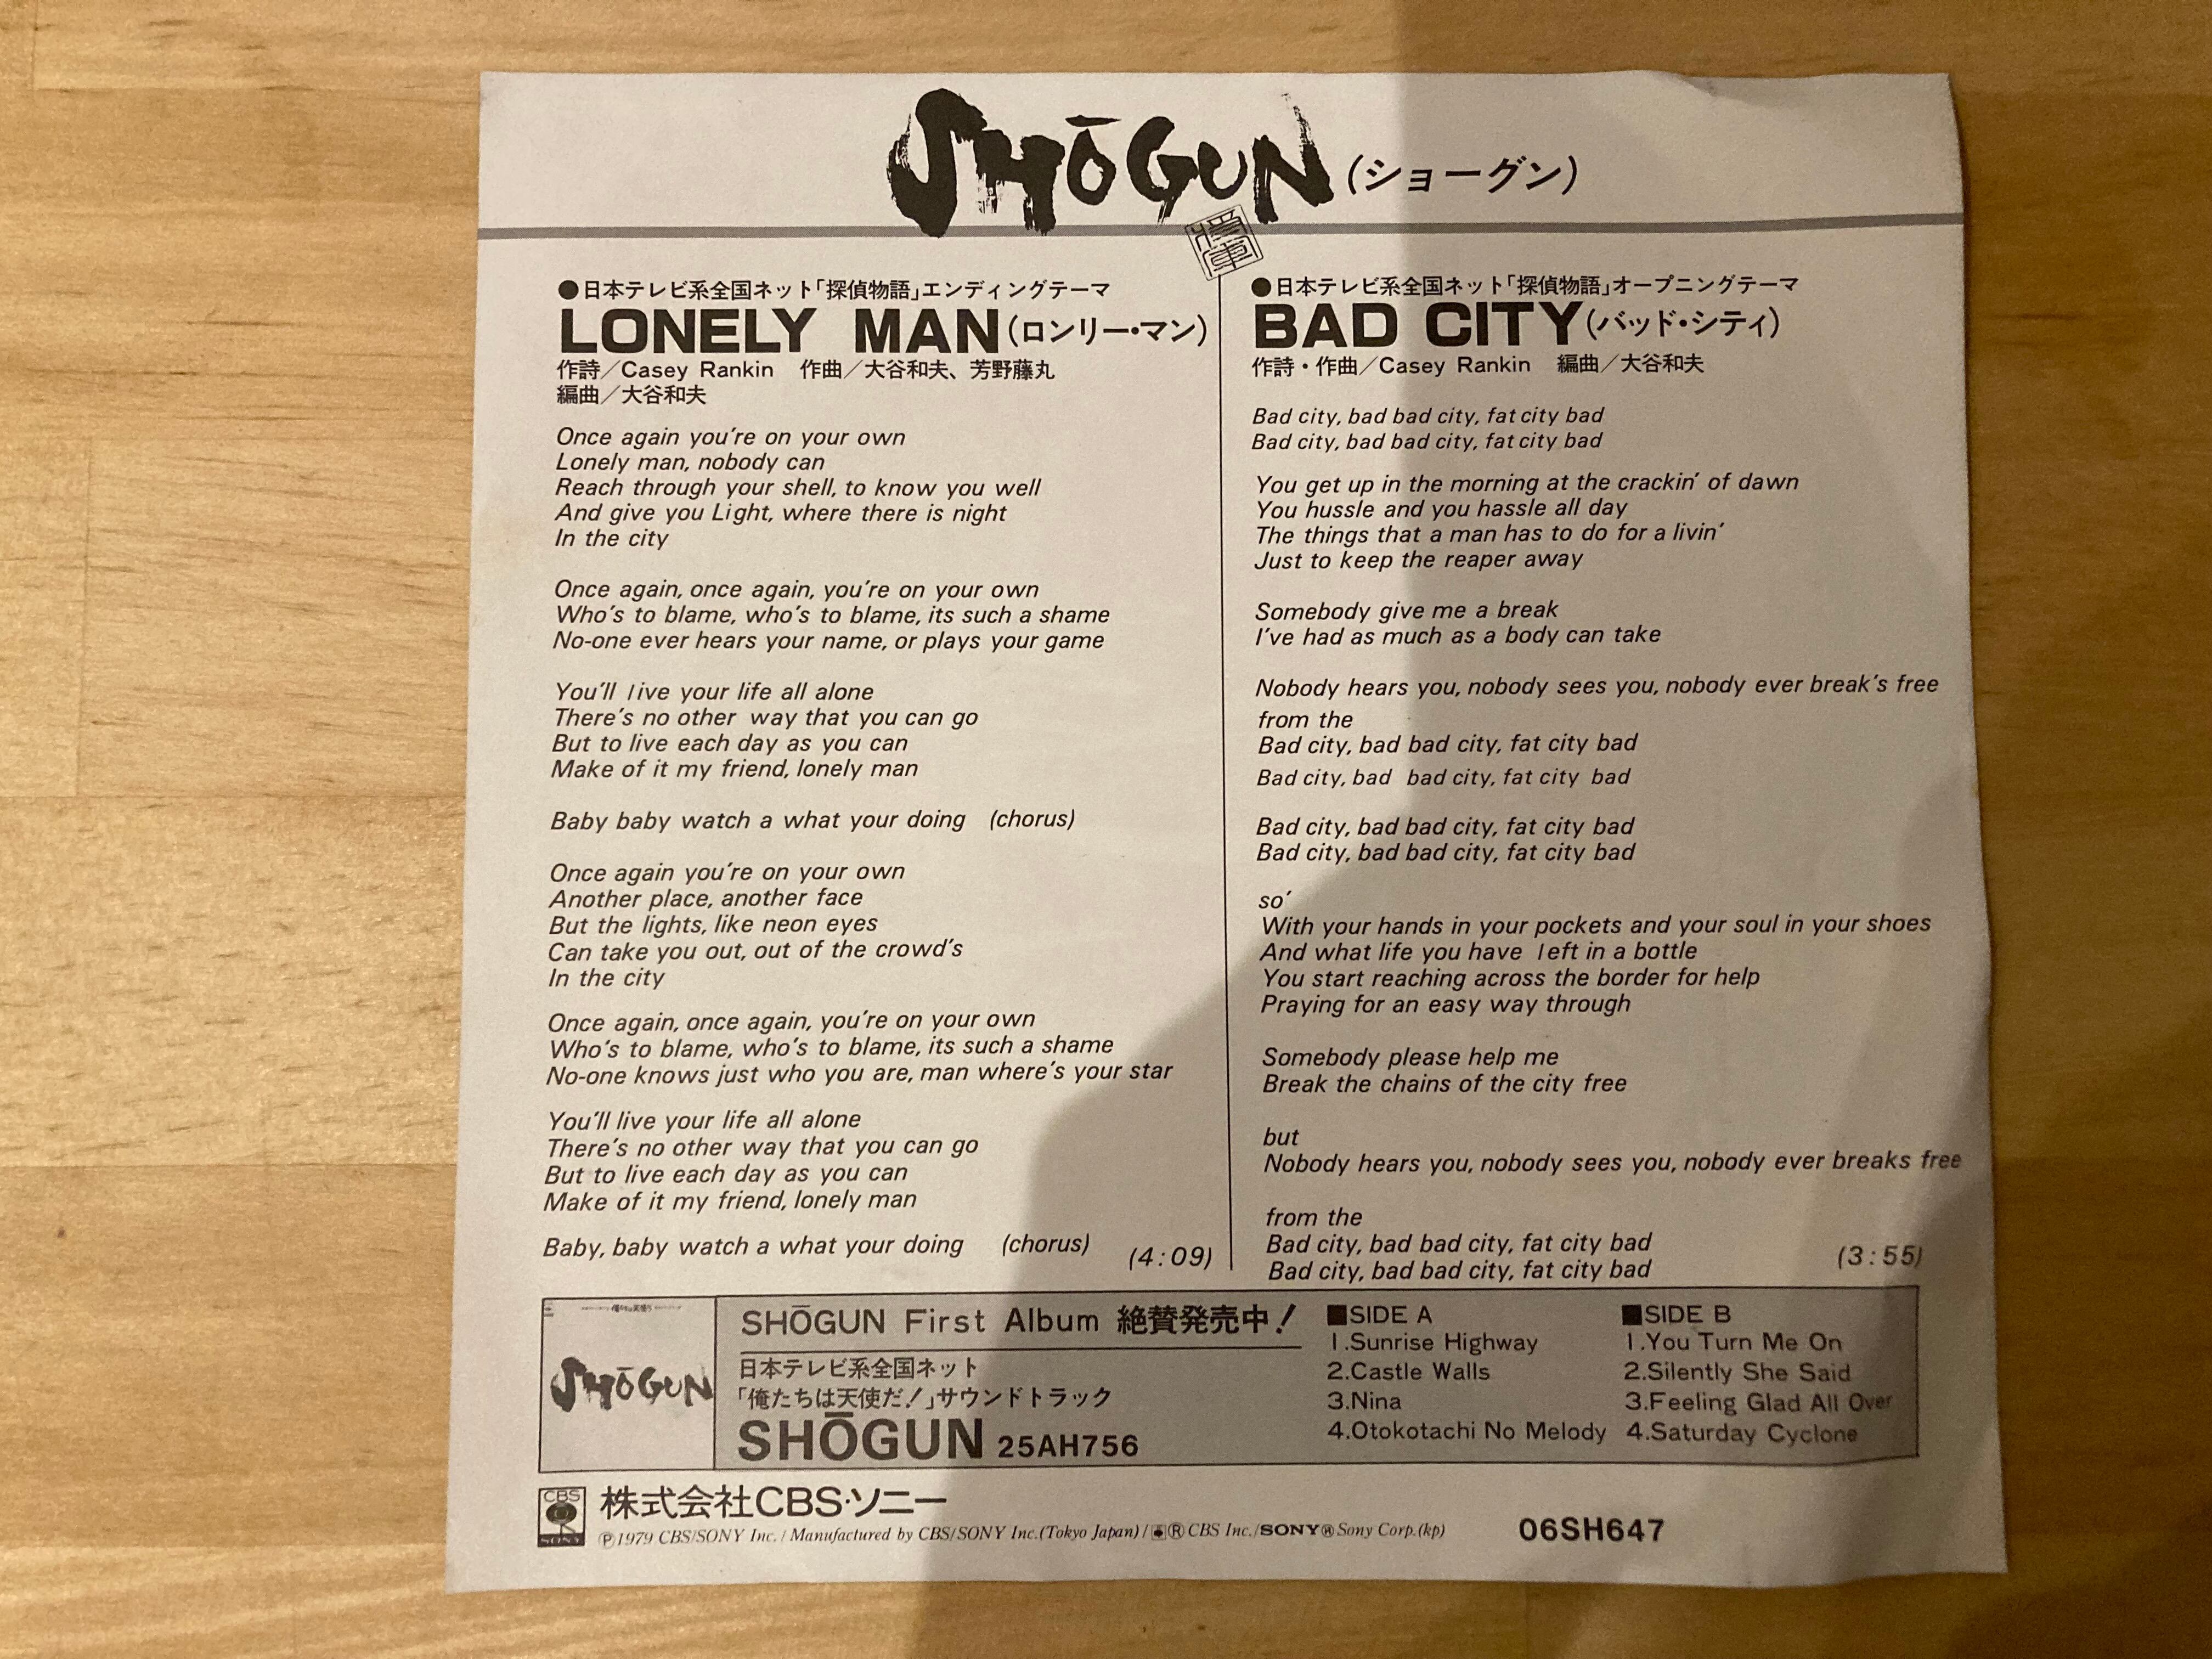 SHŌGUN (ショーグン)
将軍
●日本テレビ系全国ネット「探偵物語」エンディングテーマ
LONELY MAN(ロンリー・マン)
作詩／Casey Rankin 作曲／大谷和夫、芳野藤丸
編曲／大谷和夫
Once again you're on your own
Lonely man, nobody can
Reach through your shell, to know you well
And give you Light, where there is night
In the city
Once again, once again, you're on your own
Who's to blame, who's to blame, its such a shame
No-one ever hears your name, or plays your game
You'll live your life all alone
There's no other way that you can go
But to live each day as you can
Make of it my friend, lonely man
Baby baby watch a what your doing (chorus)
Once again you're on your own
Another place, another face
But the lights, like neon eyes
Can take you out, out of the crowd's
In the city
Once again, once again, you're on your own
Who's to blame, who's to blame, its such a shame
No-one knows just who you are, man where's your star
You'll live your life all alone
There's no other way that you can go
But to live each day as you can
Make of it my friend, lonely man
Baby, baby watch a what your doing (chorus)
(4:09)
●日本テレビ系全国ネット「探偵物語」オープニングテーマ
BAD CITY(バッド・シティ)
作詩・作曲／Casey Rankin 編曲／大谷和夫
Bad city, bad bad city, fat city bad
Bad city, bad bad city, fat city bad
You get up in the morning at the crackin' of dawn
You hussle and you hassle all day
The things that a man has to do for a livin'
Just to keep the reaper away
Somebody give me a break
I've had as much as a body can take
Nobody hears you, nobody sees you, nobody ever break's free
from the
Bad city, bad bad city, fat city bad
Bad city, bad bad city, fat city bad
Bad city, bad bad city, fat city bad
Bad city, bad bad city, fat city bad
so'
With your hands in your pockets and your soul in your shoes
And what life you have left in a bottle
You start reaching across the border for help
Praying for an easy way through
Somebody please help me
Break the chains of the city free
but
Nobody hears you, nobody sees you, nobody ever breaks free
from the
Bad city, bad bad city, fat city bad
Bad city, bad bad city, fat city bad
(3:55)
SHŌGUN
SHŌGUN First Album 絶賛発売中！
日本テレビ系全国ネット
「俺たちは天使だ！」サウンドトラック
SHŌGUN 25AH756
■SIDE A
1.Sunrise Highway
2.Castle Walls
3.Nina
4.Otokotachi No Melody
■SIDE B
1.You Turn Me On
2.Silently She Said
3.Feeling Glad All Over
4.Saturday Cyclone
CBS
SONY
株式会社CBS・ソニー
Ⓟ1979 CBS/SONY Inc. / Manufactured by CBS/SONY Inc.(Tokyo Japan) / ®CBS Inc./SONY®Sony Corp.(kp)
06SH647